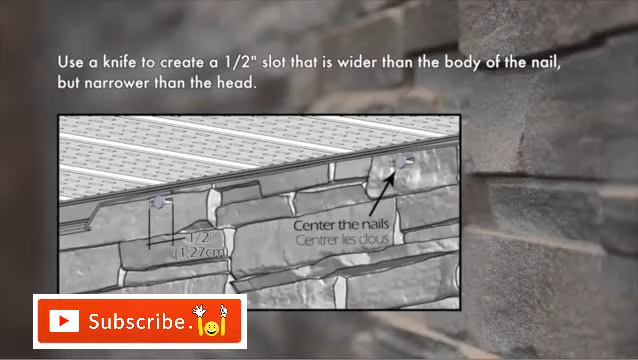 Use a knife to create a 1/2" slot that is wider than the body of the nail,
but narrower than the head.
Center the nails
Centrer les clous
1/2
(1,27cm)
Subscribe.